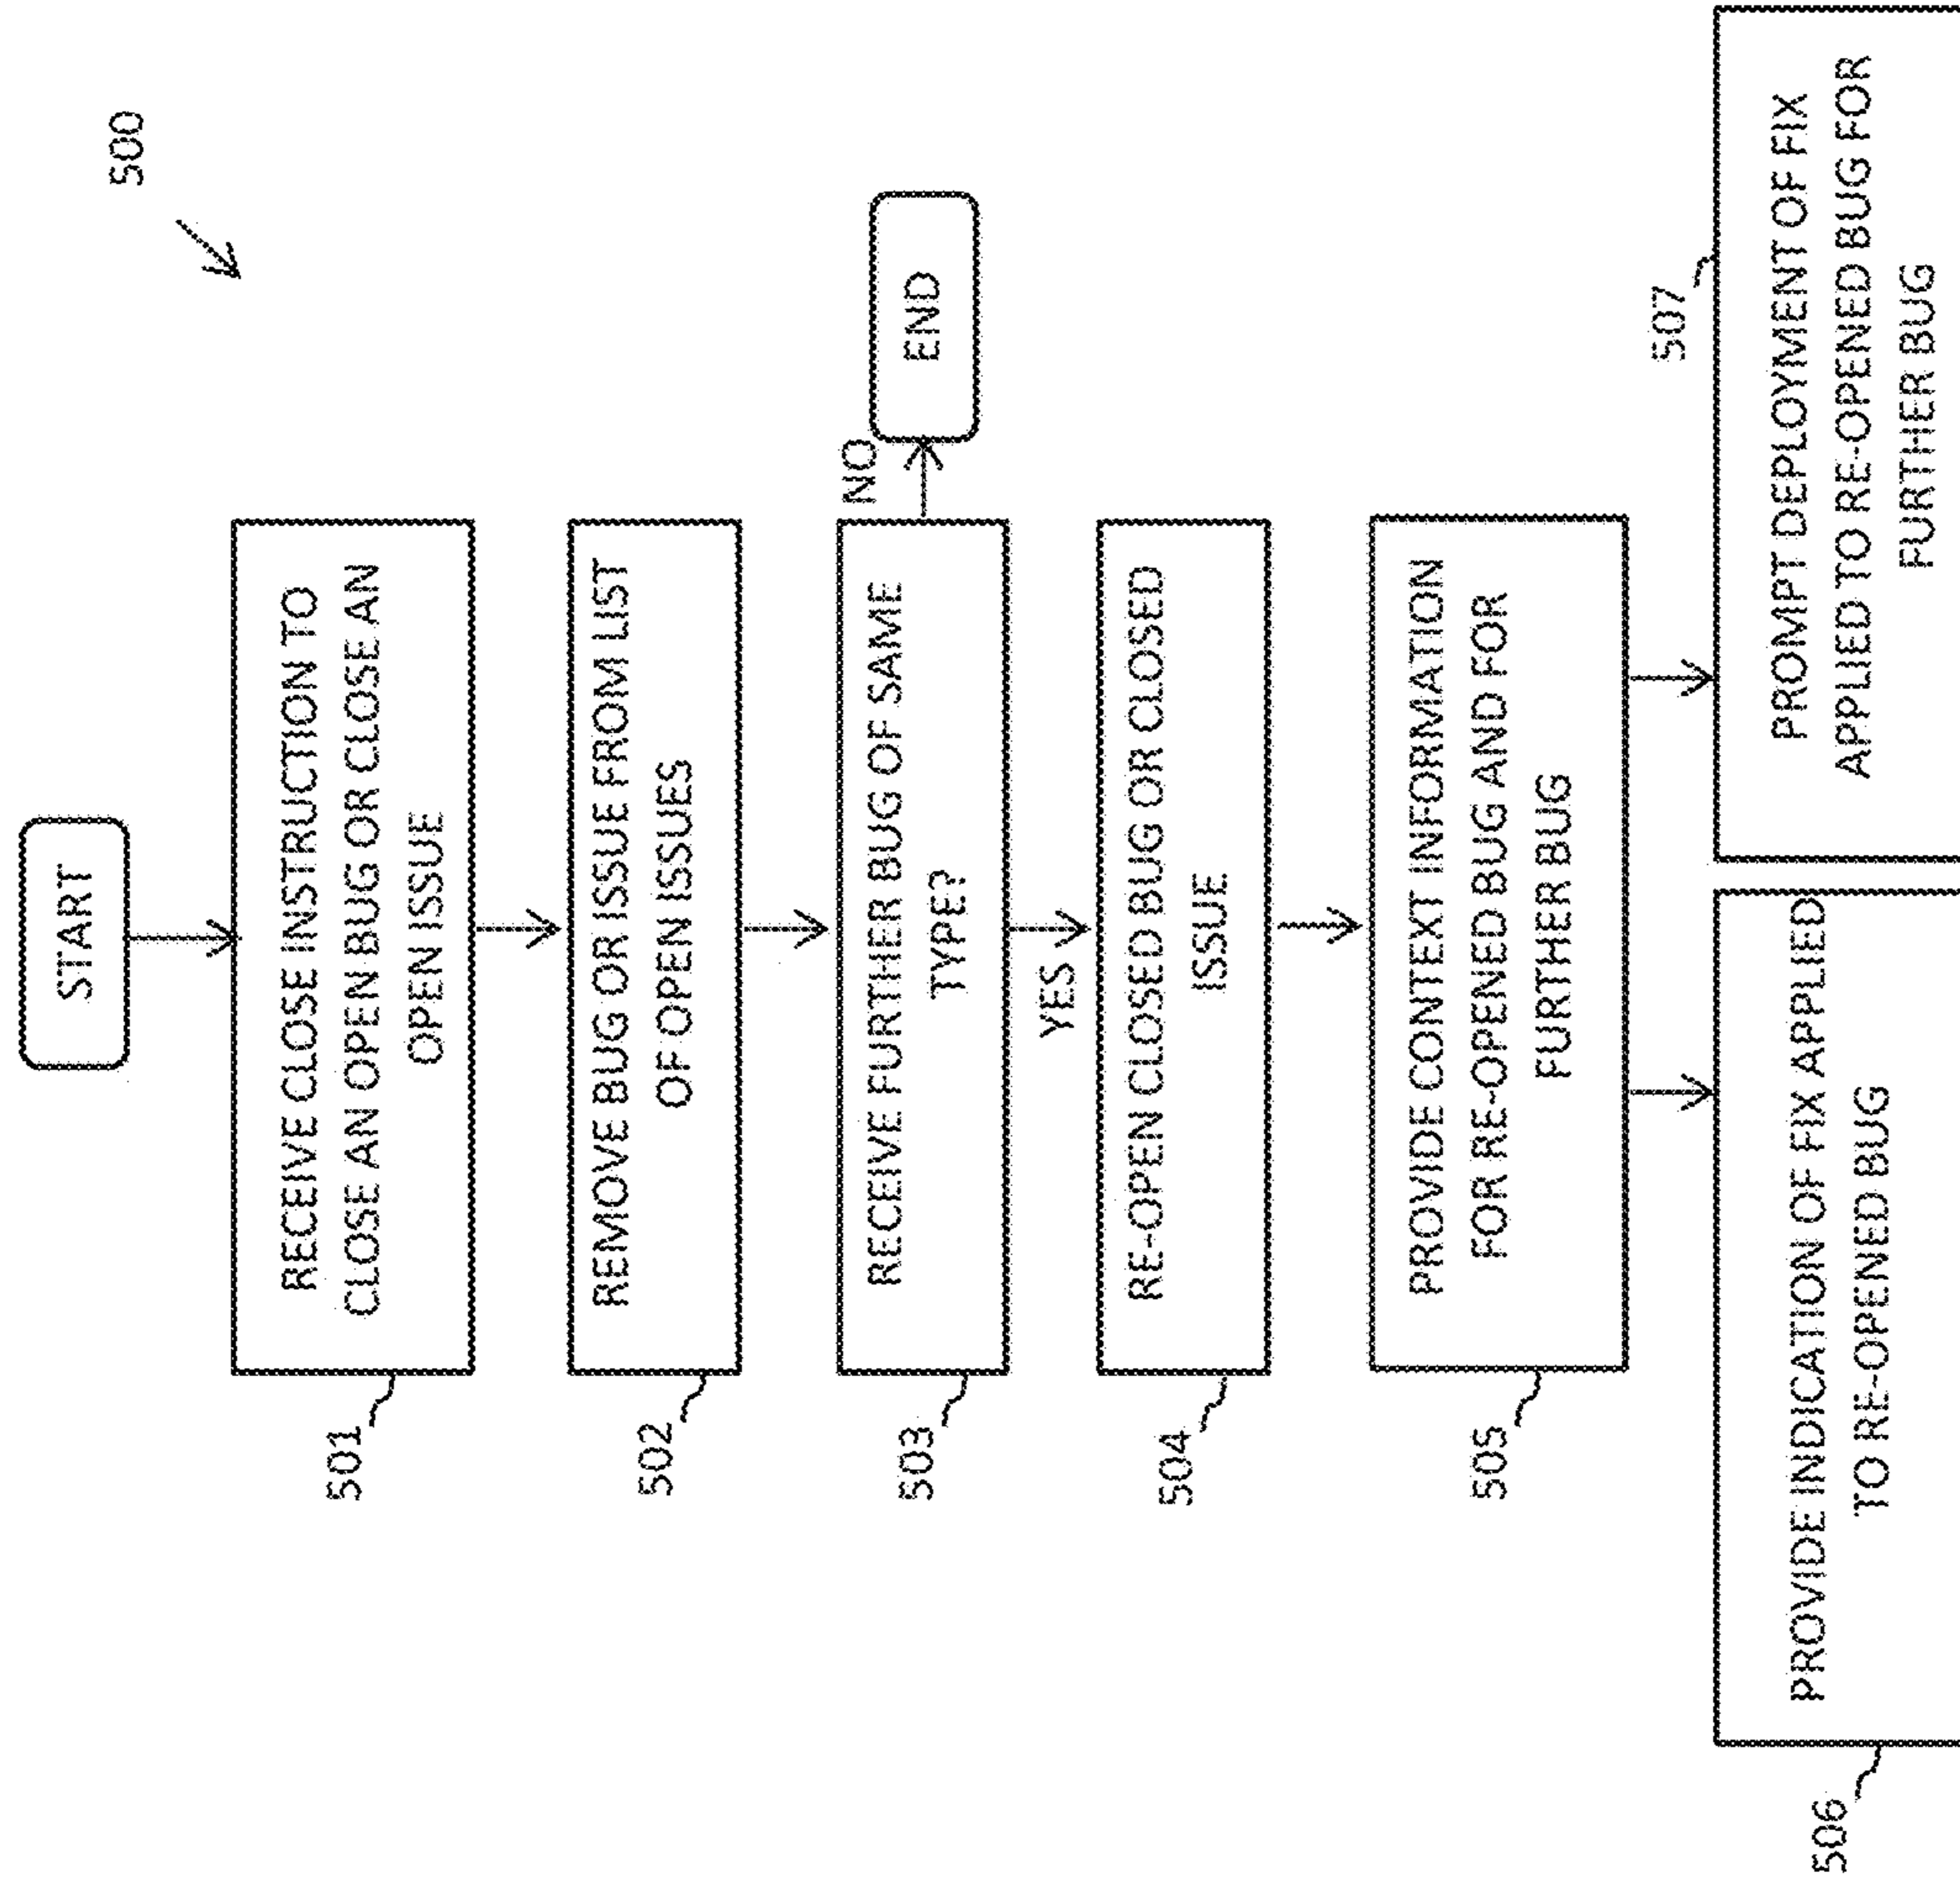 500
START
501
RECEIVE CLOSE INSTRUCTION TO
CLOSE AN OPEN BUG OR CLOSE AN
OPEN ISSUE
502
REMOVE BUG OR ISSUE FROM LIST
OF OPEN ISSUES
503
RECEIVE FURTHER BUG OF SAME
TYPE?
NO
END
YES
504
RE-OPEN CLOSED BUG OR CLOSED
ISSUE
505
PROVIDE CONTEXT INFORMATION
FOR RE-OPENED BUG AND FOR
FURTHER BUG
506
PROVIDE INDICATION OF FIX APPLIED
TO RE-OPENED BUG
507
PROMPT DEPLOYMENT OF FIX
APPLIED TO RE-OPENED BUG FOR
FURTHER BUG